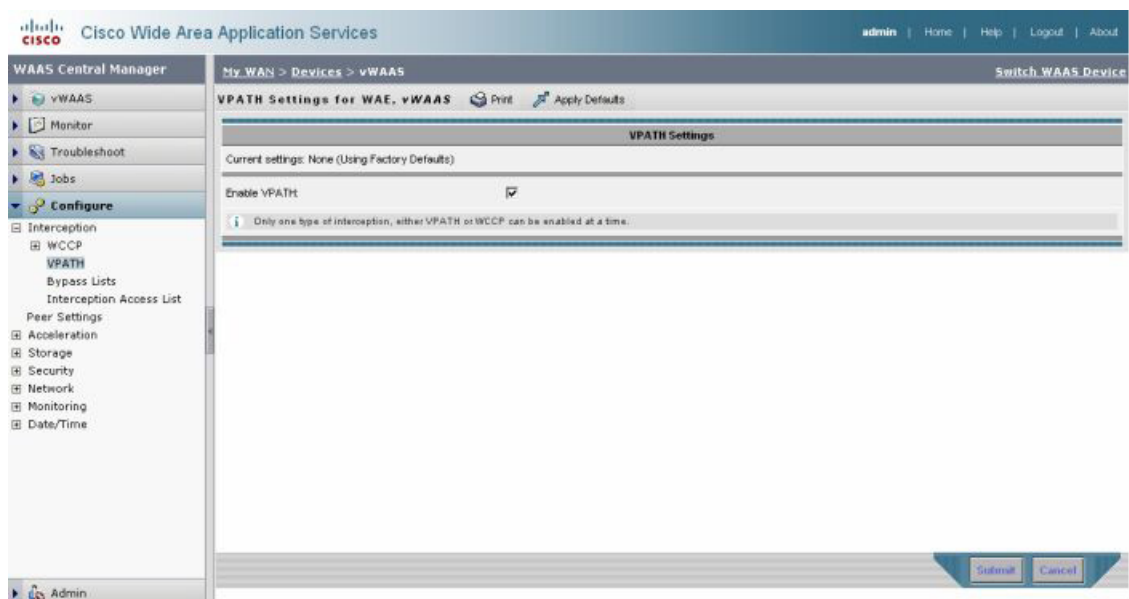 CISCO Cisco Wide Area Application Services
admin | Home | Help | Logout | About
WAAS Central Manager
My WAN > Devices > vWAAS
Switch WAAS Device
vWAAS
Monitor
Troubleshoot
Jobs
Configure
Interception
WCCP
VPATH
Bypass Lists
Interception Access List
Peer Settings
Acceleration
Storage
Security
Network
Monitoring
Date/Time
Admin
VPATH Settings for WAE, vWAAS Print Apply Defaults
VPATH Settings
Current settings: None (Using Factory Defaults)
Enable VPATH:
Only one type of interception, either VPATH or WCCP can be enabled at a time.
Submit Cancel